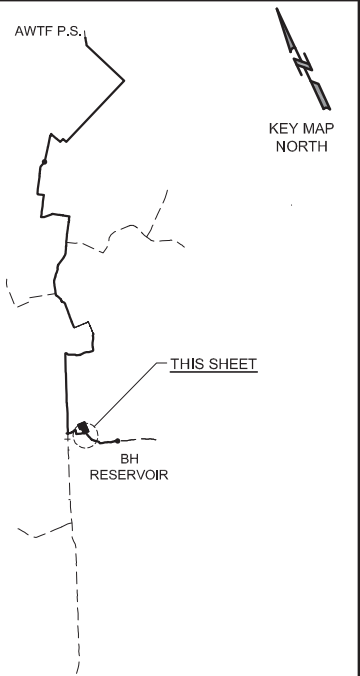 AWTF P.S.
N
KEY MAP
NORTH
THIS SHEET
BH
RESERVOIR